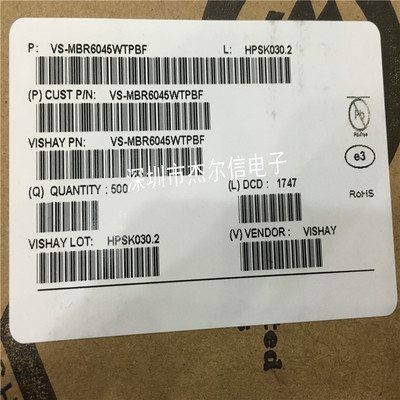 P: VS-MBR6045WTPBF L: HPSK030.2
(P) CUST P/N: VS-MBR6045WTPBF
Pb
Pb-free
VISHAY PN: VS-MBR6045WTPBF
深圳市杰尔信电子
e3
(Q) QUANTITY : 500 (L) DCD : 1747
RoHS
VISHAY LOT: HPSK030.2 (V) VENDOR : VISHAY